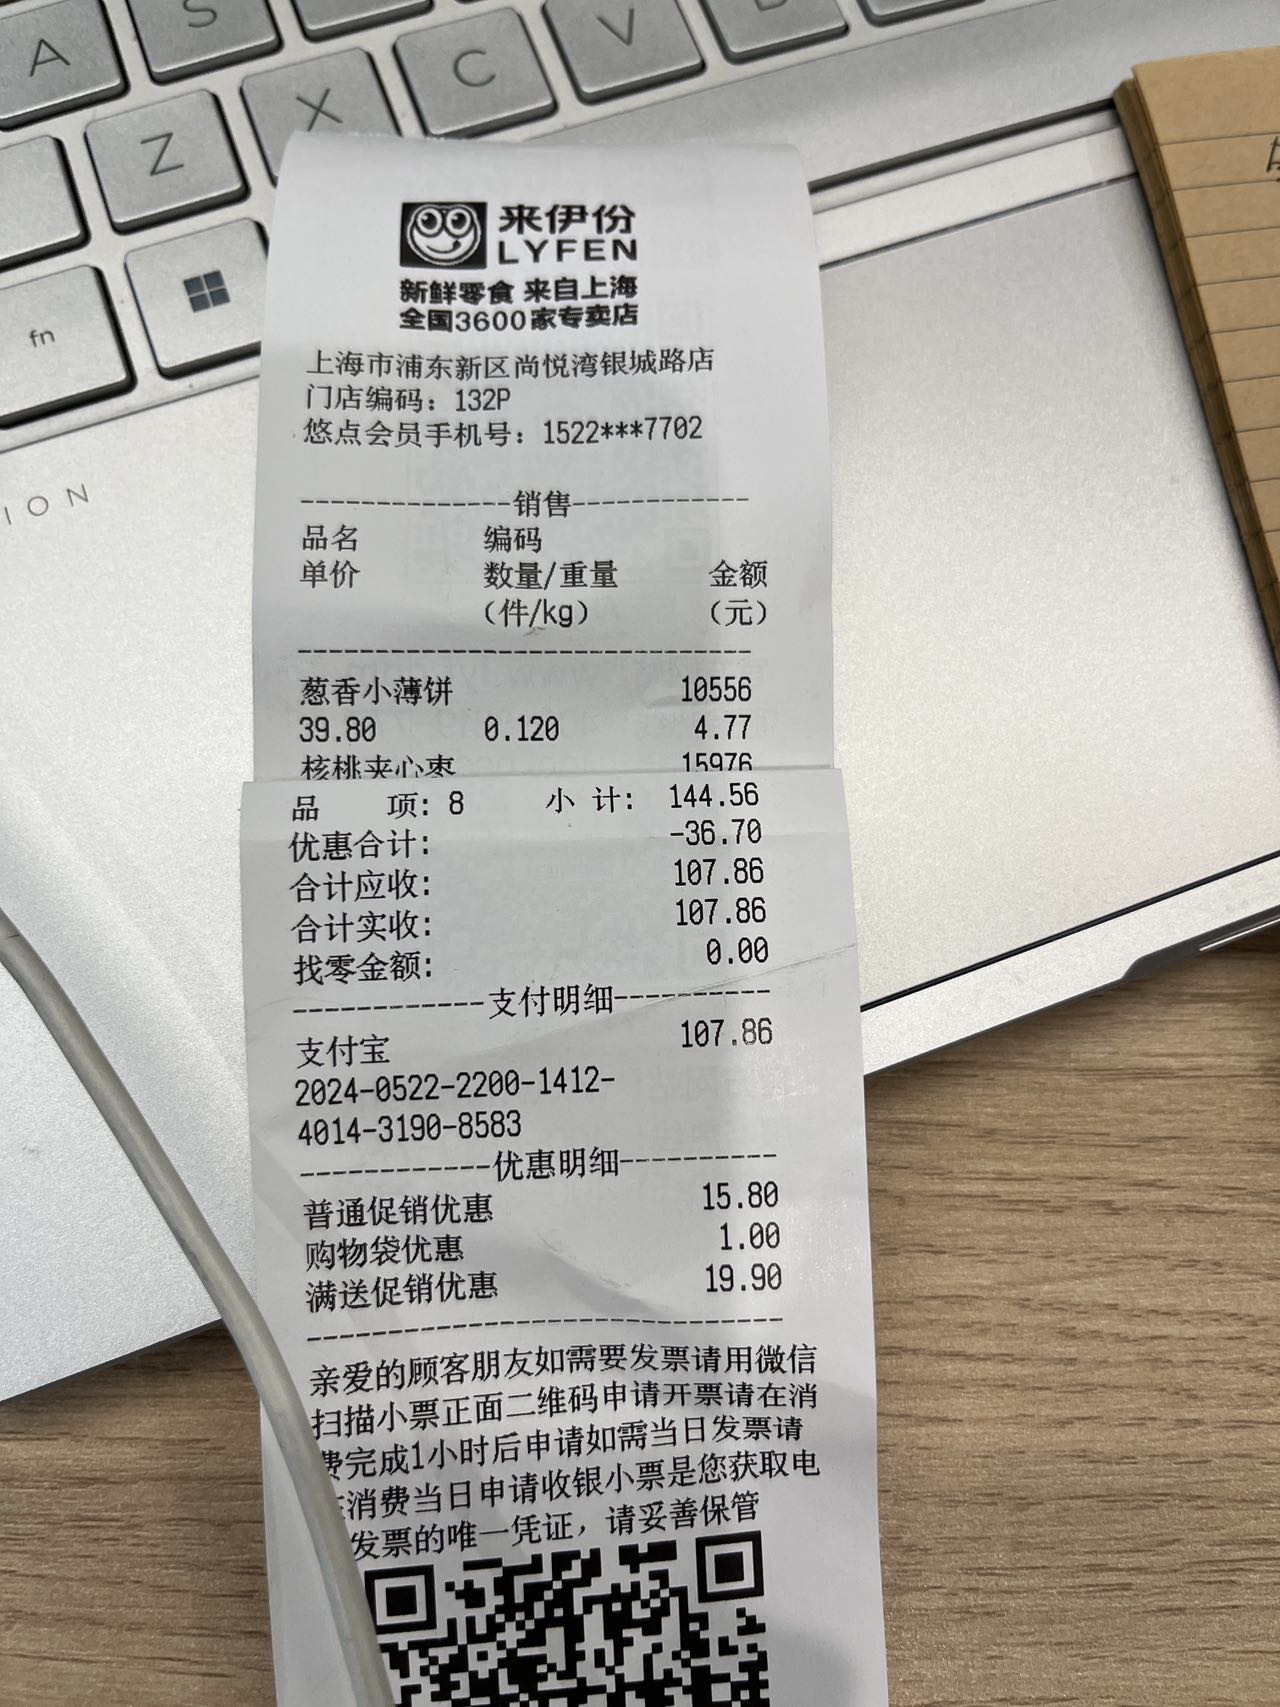 A
S
C
V
Z
X
fn
ION
来伊份
LYFEN
新鲜零食 来自上海
全国3600家专卖店
上海市浦东新区尚悦湾银城路店
门店编码：132P
悠点会员手机号：1522***7702
-------------销售-----------
品名 编码
单价 数量/重量 金额
（件/kg） （元）
葱香小薄饼 10556
39.80 0.120 4.77
核桃夹心枣 15976
品 项: 8 小 计: 144.56
优惠合计: -36.70
合计应收: 107.86
合计实收: 107.86
找零金额: 0.00
------------支付明细----------
支付宝 107.86
2024-0522-2200-1412-
4014-3190-8583
------------优惠明细----------
普通促销优惠 15.80
购物袋优惠 1.00
满送促销优惠 19.90
亲爱的顾客朋友如需要发票请用微信
扫描小票正面二维码申请开票请在消
费完成1小时后申请如需当日发票请
消费当日申请收银小票是您获取电
发票的唯一凭证，请妥善保管